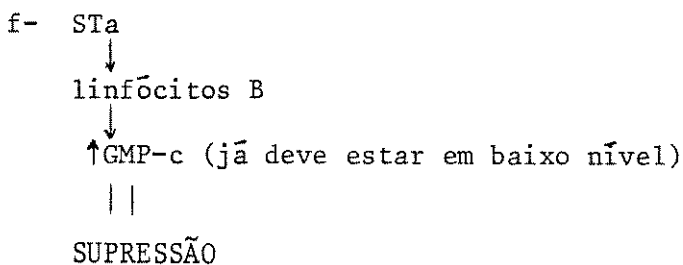 f- STa
↓
linfócitos B
↓
↑GMP-c (já deve estar em baixo nível)
||
SUPRESSÃO